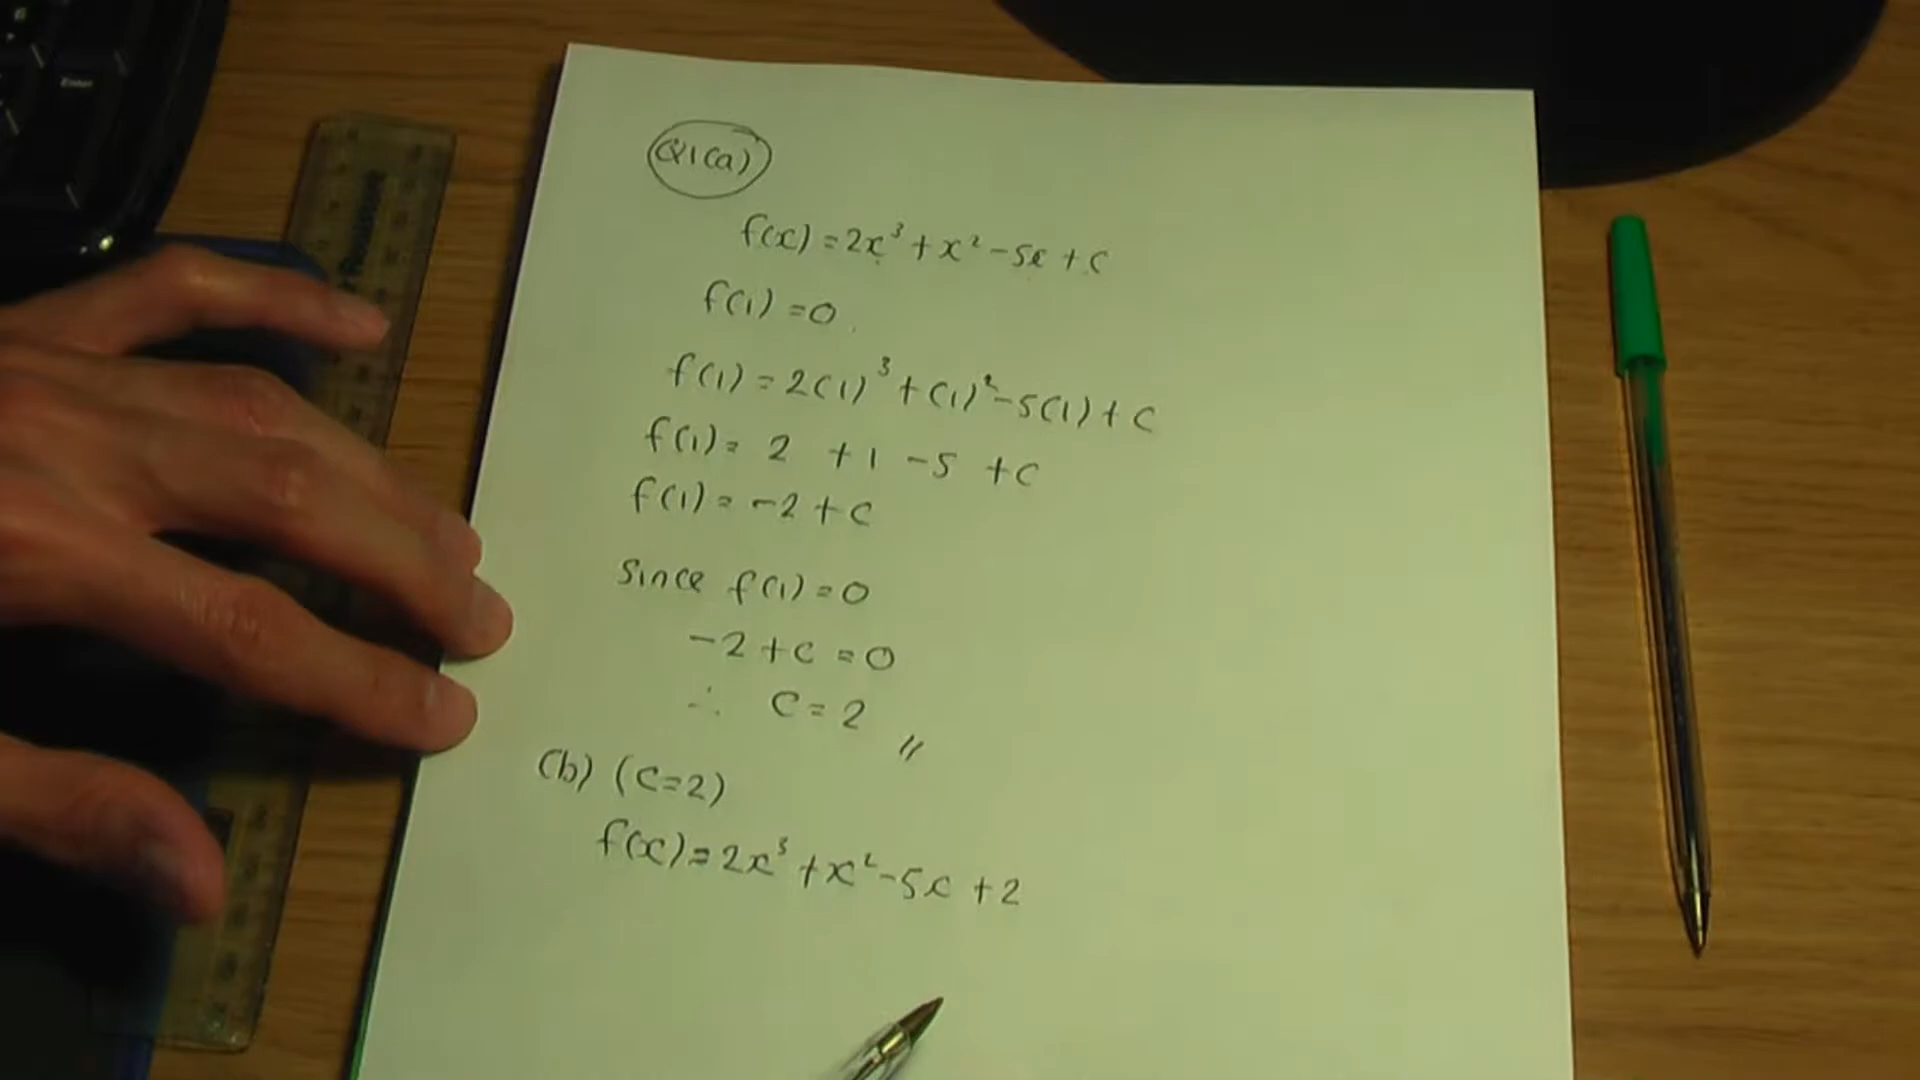 Q1(a)
f(x) = 2x³ + x² - 5x + c
f(1) = 0
f(1) = 2(1)³ + (1)² - 5(1) + c
f(1) = 2 + 1 - 5 + c
f(1) = -2 + c
Since f(1) = 0
-2 + c = 0
∴ c = 2 //
(b) (c=2)
f(x) = 2x³ + x² - 5x + 2
Enter